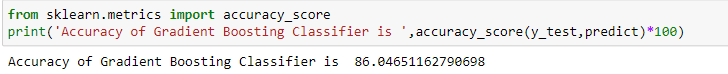 from sklearn.metrics import accuracy_score
print('Accuracy of Gradient Boosting Classifier is ',accuracy_score(y_test,predict)*100)
Accuracy of Gradient Boosting Classifier is  86.04651162790698